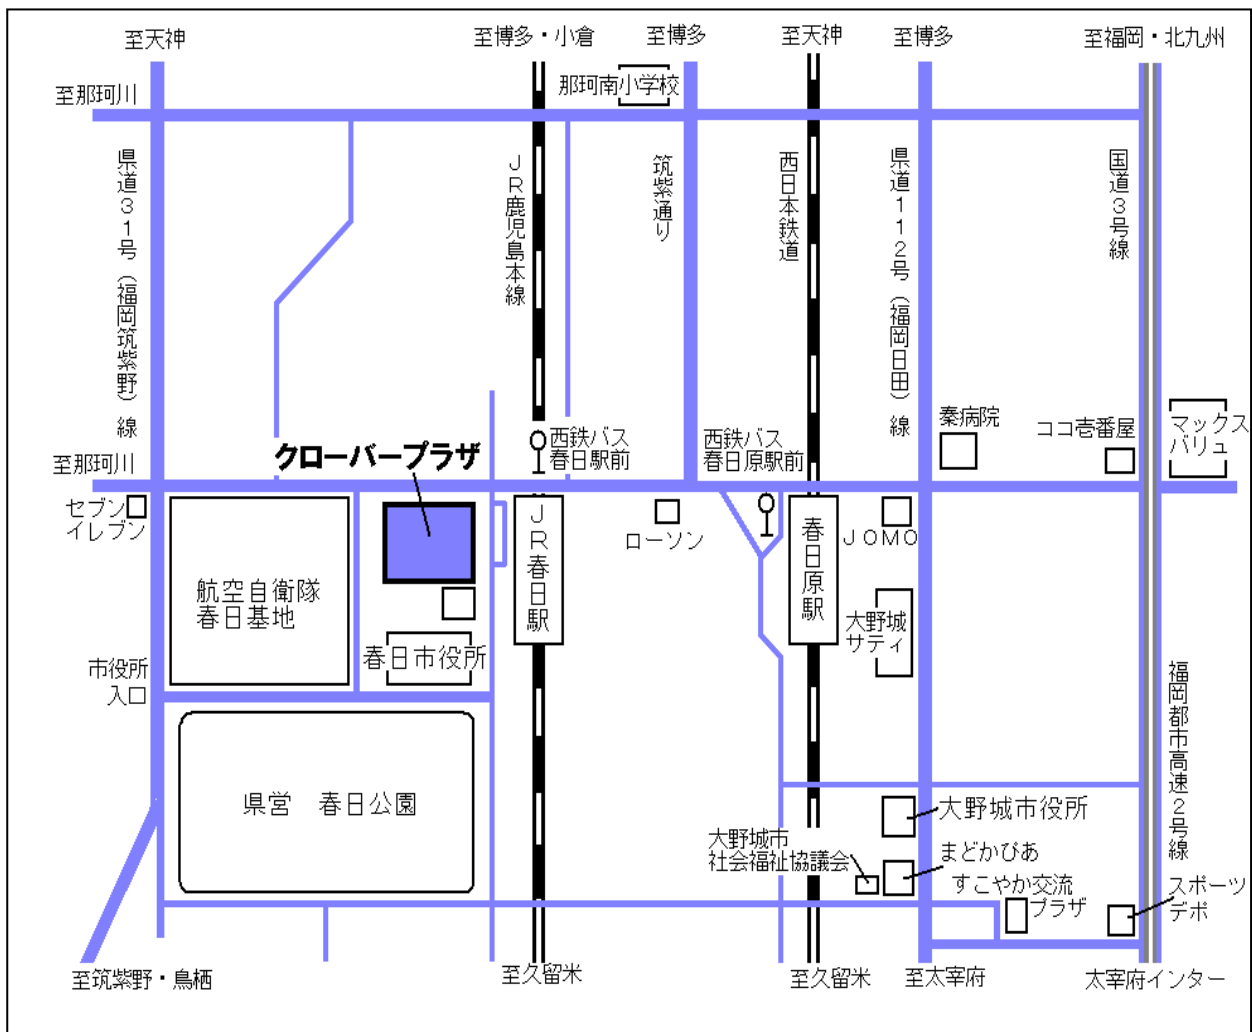 至天神
至博多・小倉
至博多
至天神
至博多
至福岡・北九州
至那珂川
那珂南小学校
県道31号（福岡筑紫野）線
JR鹿児島本線
筑紫通り
西日本鉄道
県道112号（福岡日田）線
国道3号線
至那珂川
クローバープラザ
西鉄バス
春日駅前
西鉄バス
春日原駅前
秦病院
ココ壱番屋
マックス
バリュ
セブン
イレブン
航空自衛隊
春日基地
JR春日駅
ローソン
春日原駅
JOMO
春日市役所
大野城
サティ
市役所
入口
福岡都市高速2号線
県営　春日公園
大野城市役所
大野城市
社会福祉協議会
まどかぴあ
すこやか交流
プラザ
スポーツ
デポ
至筑紫野・鳥栖
至久留米
至久留米
至太宰府
太宰府インター